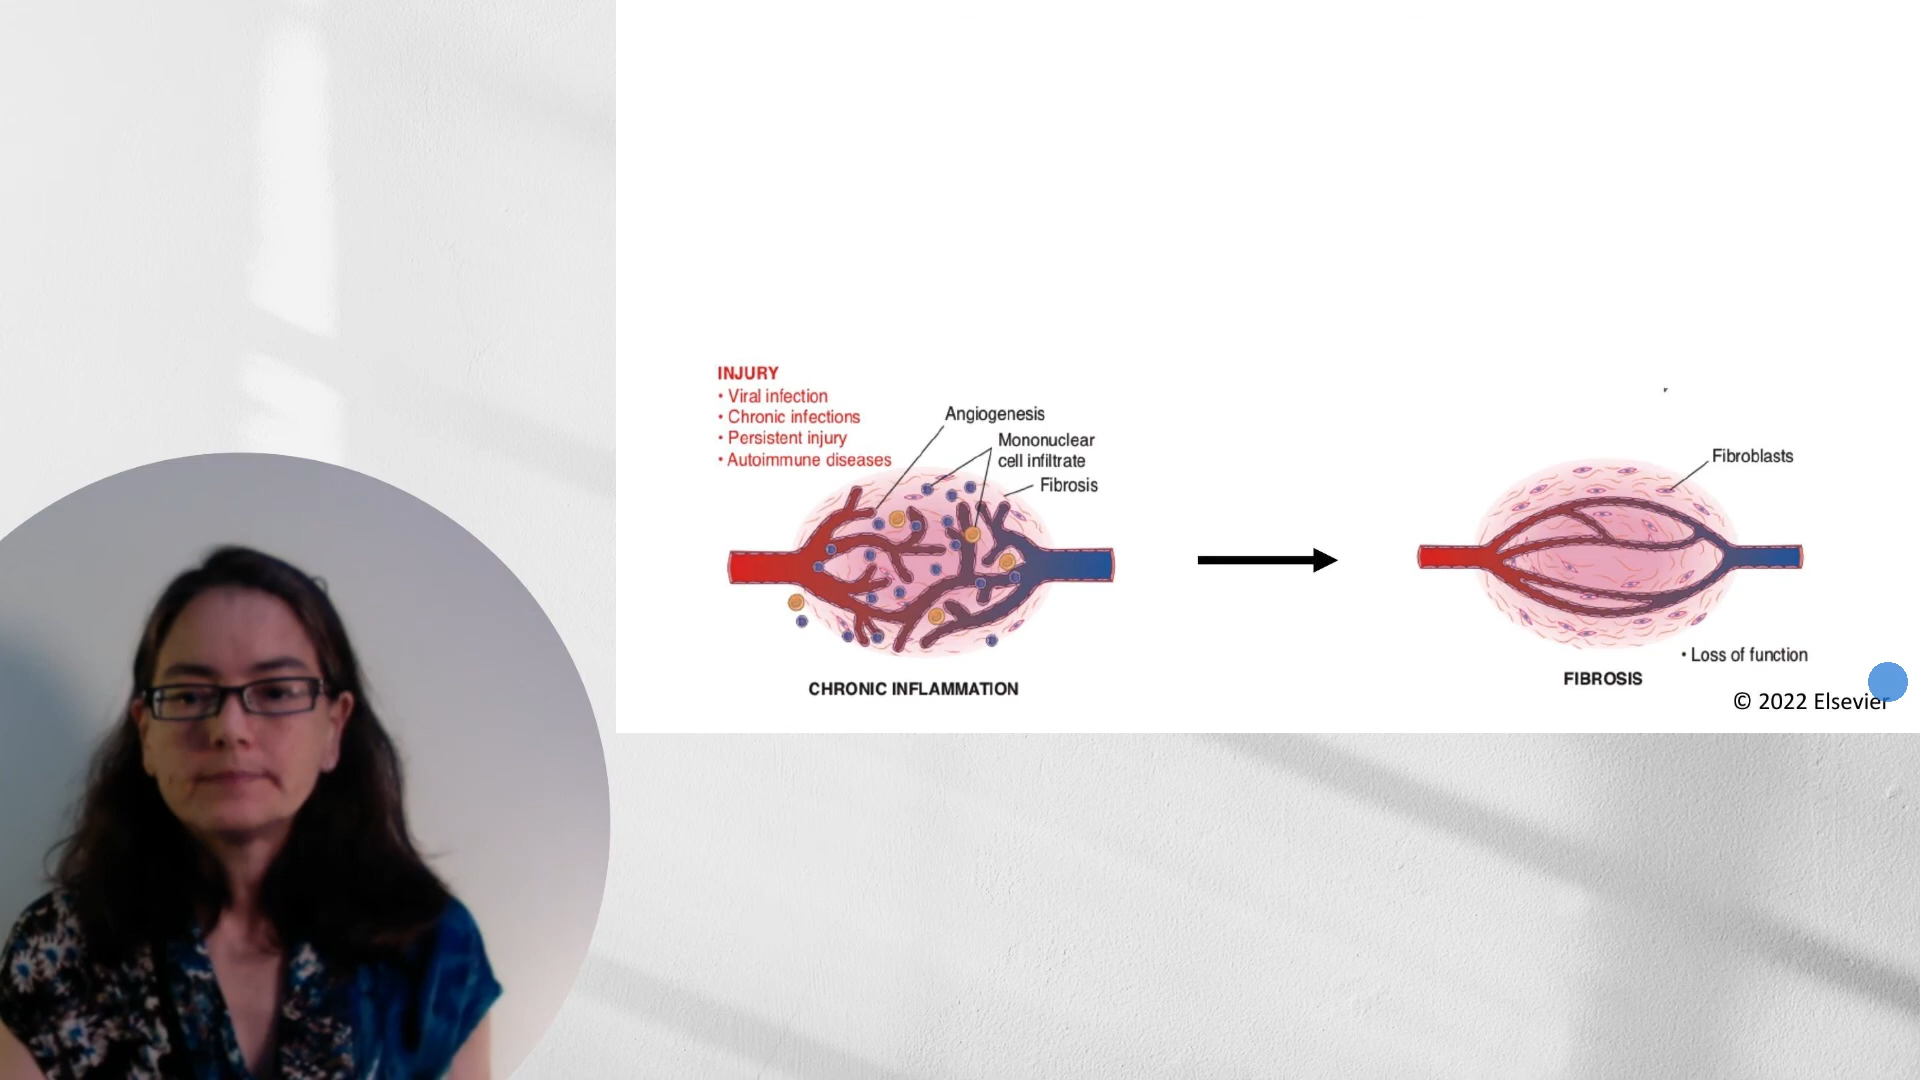 INJURY
• Viral infection
• Chronic infections
• Persistent injury
• Autoimmune diseases
Angiogenesis
Mononuclear
cell infiltrate
Fibrosis
CHRONIC INFLAMMATION
Fibroblasts
• Loss of function
FIBROSIS
© 2022 Elsevier